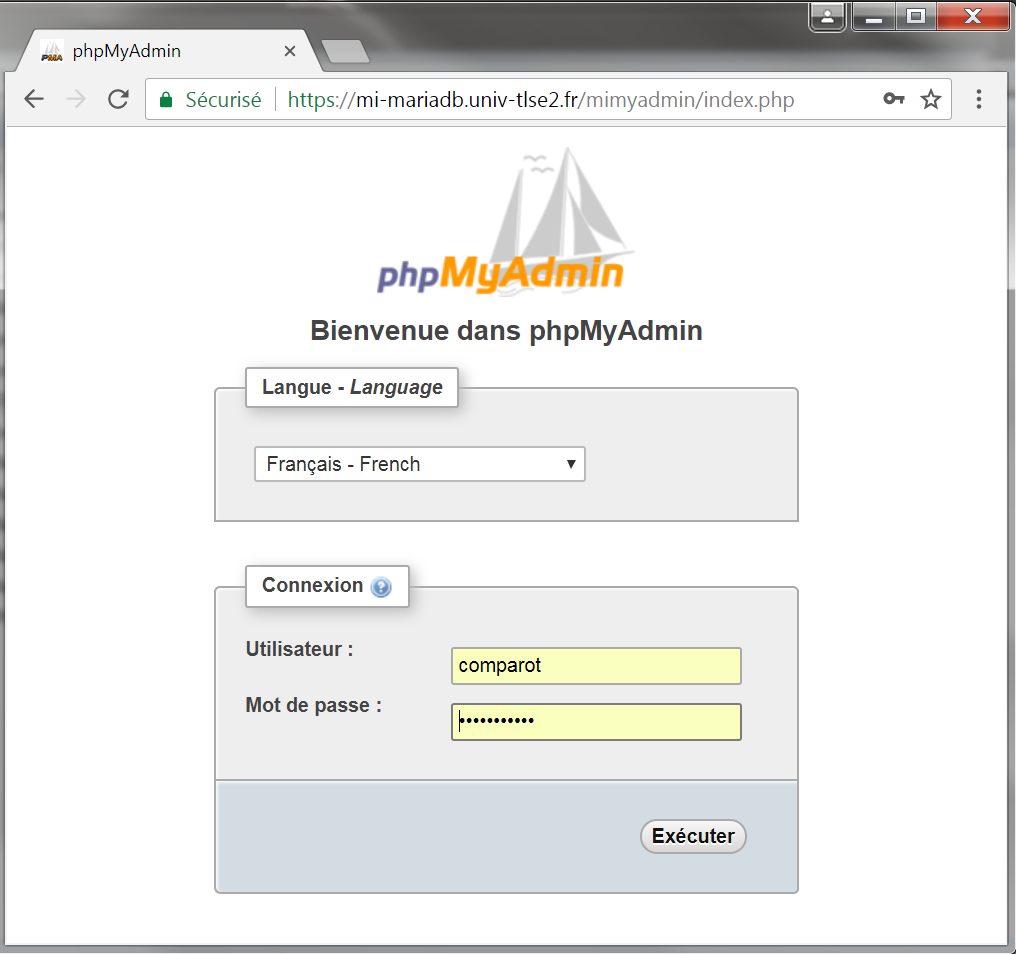 phpMyAdmin
Sécurisé https://mi-mariadb.univ-tlse2.fr/mimyadmin/index.php
phpMyAdmin
Bienvenue dans phpMyAdmin
Langue - Language
Français - French
Connexion
Utilisateur :
comparot
Mot de passe :
•••••••••••
Exécuter